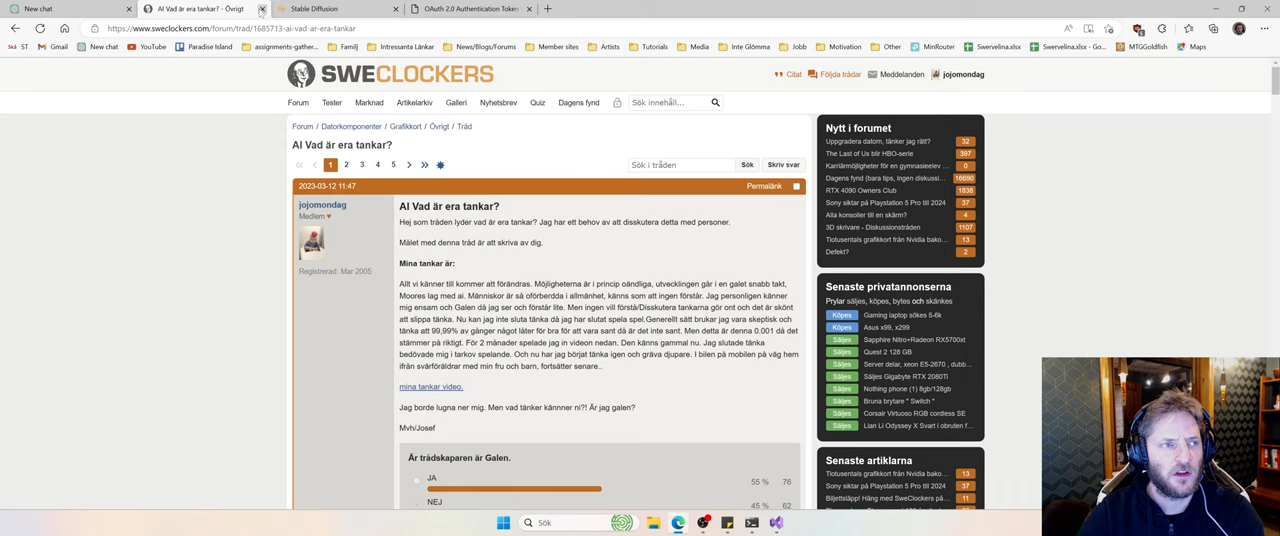 New chat
AI Vad är era tankar? - Övrigt
Stable Diffusion
OAuth 2.0 Authentication Token
https://www.sweclockers.com/forum/trad/1685713-ai-vad-ar-era-tankar
ST
Gmail
New chat
YouTube
Paradise Island
assignments-gather...
Familj
Intressanta Länkar
News/Blogs/Forums
Member ai tools
Artists
Tutorials
Media
Inte Glömma
Jobb
Motivation
Other
MinRouter
Swervelina.xlsx
Swervelina.xlsx - Go...
MTGGoldfish
Maps
SWECLOCKERS
Citat
Följda trådar
Meddelanden
jojomondag
Forum
Tester
Marknad
Artikelarkiv
Galleri
Nyhetsbrev
Quiz
Dagens fynd
Sök innehåll...
Forum / Datorkomponenter / Grafikkort / Övrigt / Tråd
AI Vad är era tankar?
1 2 3 4 5
Sök i tråden
Sök
Skriv svar
2023-03-12 11:47
Permalänk
jojomondag
Medlem
Registrerad: Mar 2005
AI Vad är era tankar?
Hej som tråden lyder vad är era tankar? Jag har ett behov av att disskutera detta med personer.
Målet med denna tråd är att skriva av dig.
Mina tankar är:
Allt vi känner till kommer att förändras. Möjligheterna är i princip oändliga, utvecklingen går i en galet snabb takt,
Moores lag med ai. Människor är så oförberdda i allmänhet, känns som att ingen förstår. Jag personligen känner
mig ensam och Galen då jag ser och förstår lite. Men ingen vill förstå/Disskutera tankarna gör ont och det är skönt
att slippa tänka. Nu kan jag inte sluta tänka då jag har slutat spela spel.Generellt sätt brukar jag vara skeptisk och
tänka att 99,99% av gånger något låter för bra för att vara sant då är det inte sant. Men detta är denna 0.001 då det
stämmer på riktigt. För 2 månader spelade jag in videon nedan. Den känns gammal nu. Jag slutade tänka
bedövade mig i tarkov spelande. Och nu har jag börjat tänka igen och gräva djupare. I bilen på mobilen på väg hem
ifrån svärföräldrar med min fru och barn, fortsätter senare..
mina tankar video.
Jag borde lugna ner mig. Men vad tänker kännner ni?! Är jag galen?
Mvh/Josef
Är trådskaparen är Galen.
JA
55 % 76
NEJ
45 % 62
Nytt i forumet
Uppgradera datorn, tänker jag rätt? 32
The Last of Us blir HBO-serie 397
Karriärmöjligheter för en gymnasieelev ... 0
Dagens fynd (bara tips, ingen diskussi... 16690
RTX 4090 Owners Club 1838
Sony siktar på Playstation 5 Pro till 2024 37
Alla konsoller till en skärm? 4
3D skrivare - Diskussionstråden 1107
Tiotusentals grafikkort från Nvidia bako... 13
Defekt? 2
Senaste privatannonserna
Prylar säljes, köpes, bytes och skänkes
Köpes Gaming laptop sökes 5-6k
Köpes Asus x99, x299
Säljes Sapphire Nitro+Radeon RX5700xt
Säljes Quest 2 128 GB
Säljes Server delar, xeon E5-2670 , dubb...
Säljes Säljes Gigabyte RTX 2080Ti
Säljes Nothing phone (1) 8gb/128gb
Säljes Bruna brytare " Switch "
Säljes Corsair Virtuoso RGB cordless SE
Säljes Lian Li Odyssey X Svart i obruten f...
Senaste artiklarna
Tiotusentals grafikkort från Nvidia bako... 13
Sony siktar på Playstation 5 Pro till 2024 37
Biljettsläpp! Häng med SweClockers på... 11
Sök